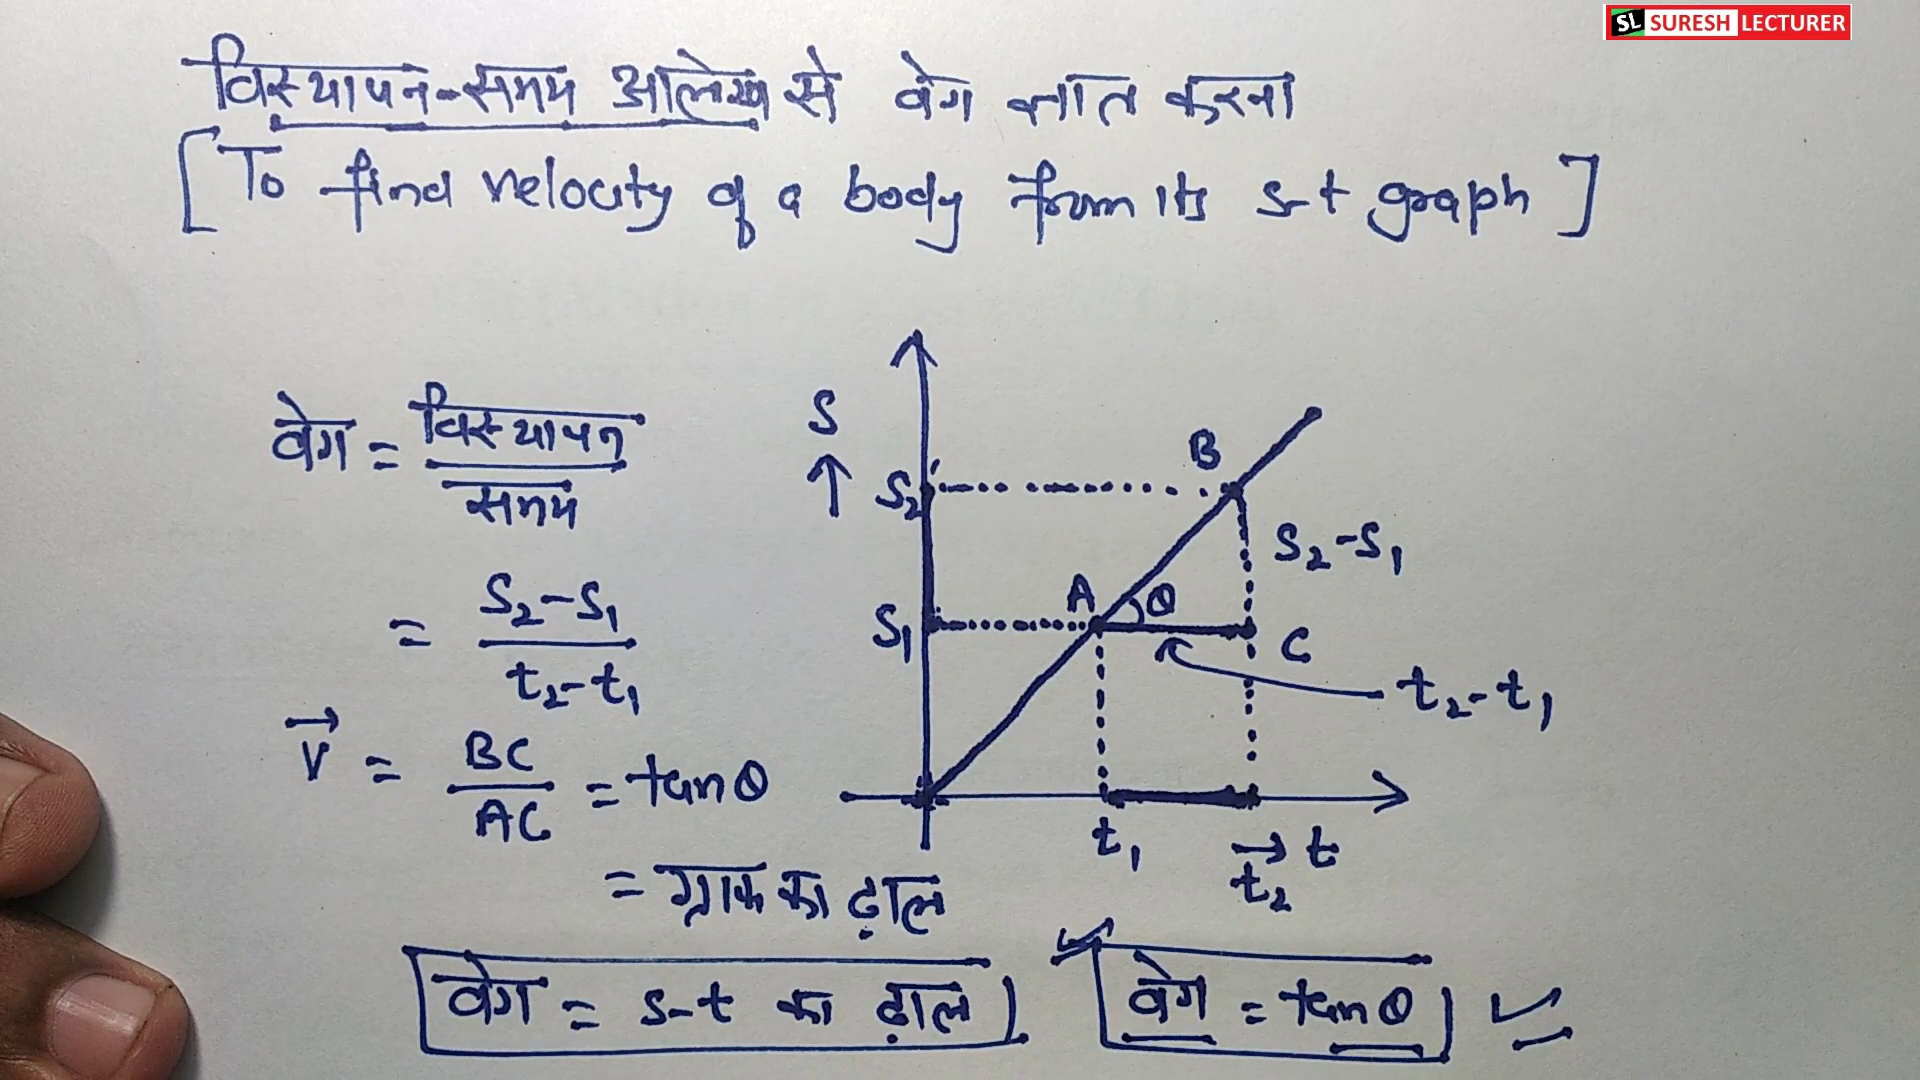 SL SURESH LECTURER
विस्थापन-समय आलेख से वेग ज्ञात करना
[To find velocity of a body from its s-t graph]
वेग = विस्थापन
समय
= S₂-S₁
t₂-t₁
V⃗ = BC
AC
= tanθ
= ग्राफ का ढ़ाल
वेग = s-t का ढ़ाल
वेग = tanθ
S
↑
S₂
S₁
B
A
θ
C
S₂-S₁
t₂-t₁
t₁
t₂
→ t